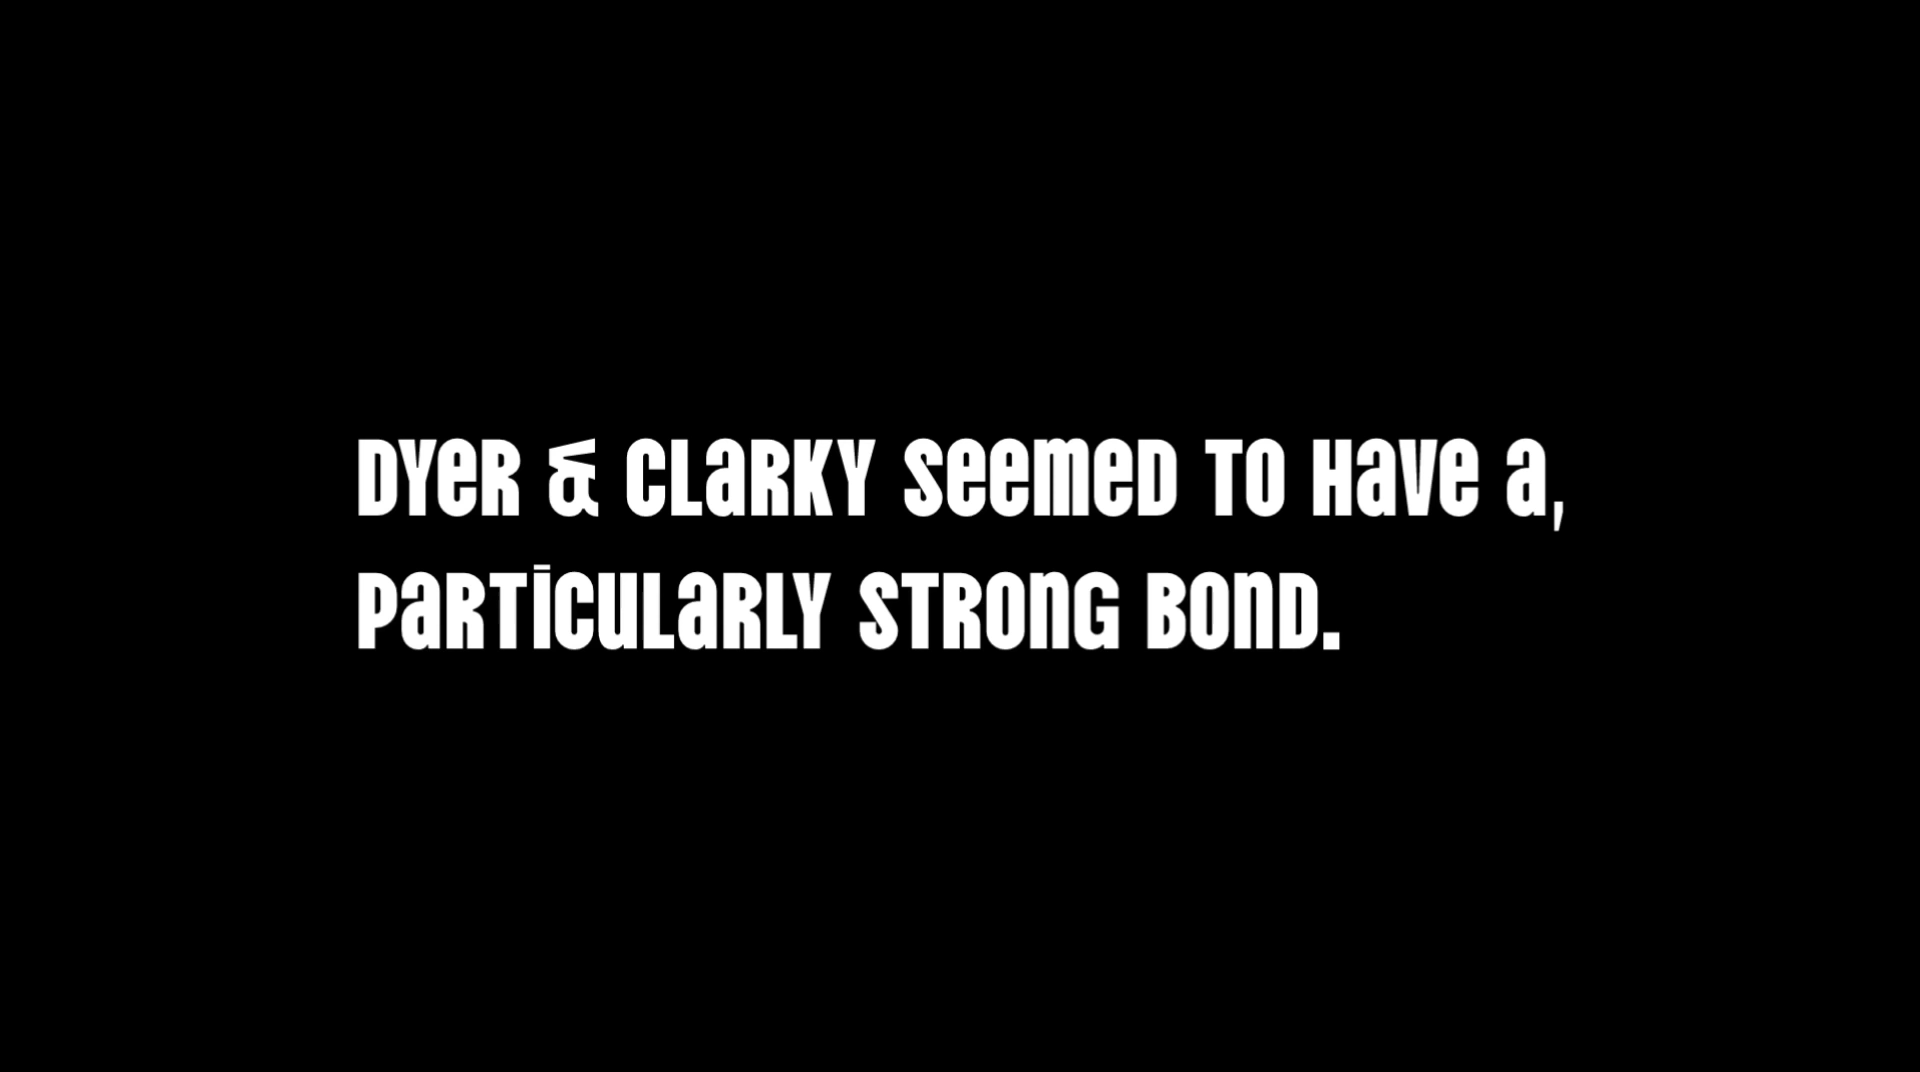 Dyer & Clarky seemed to have a,
particularly strong bond.